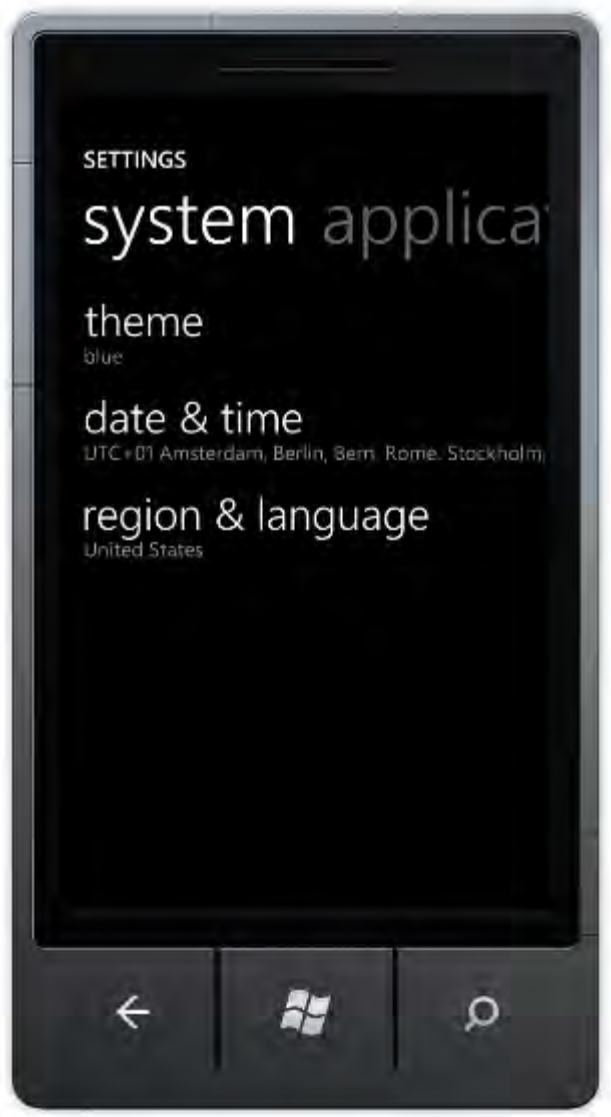 SETTINGS
system applica
theme
blue
date & time
UTC+01 Amsterdam, Berlin, Bern. Rome. Stockholm,
region & language
United States